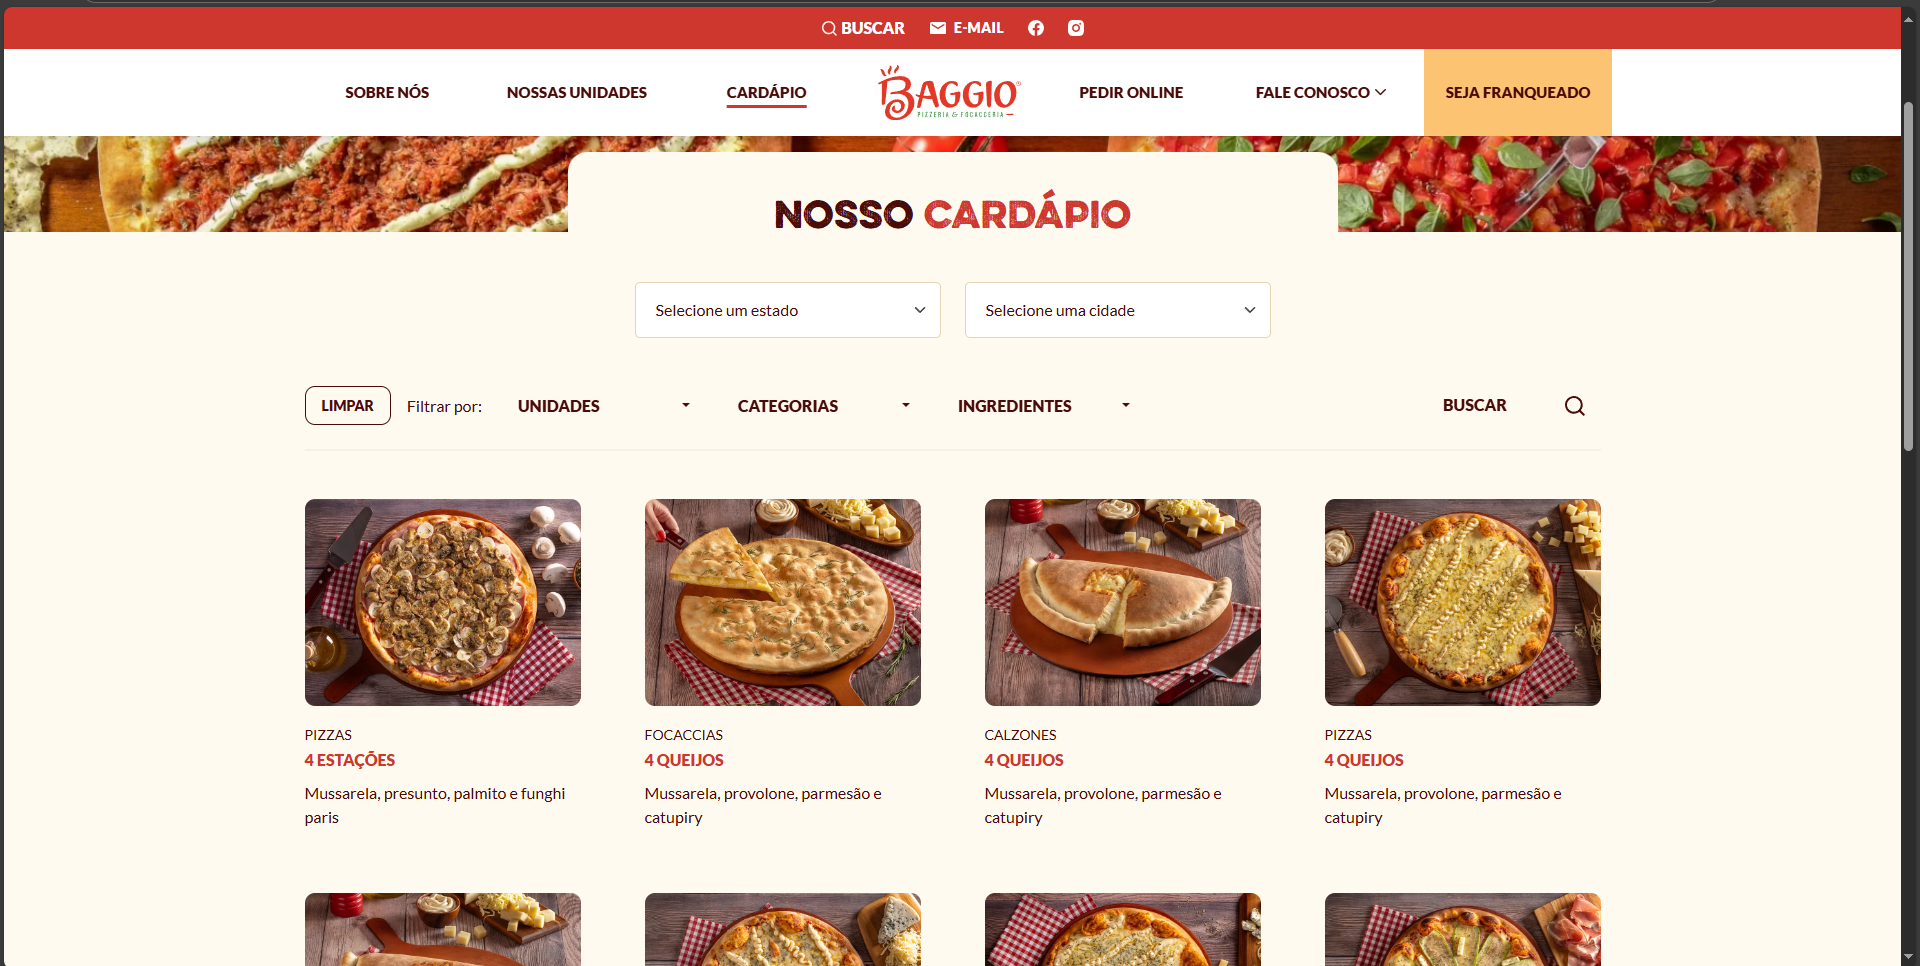 BUSCAR E-MAIL
SOBRE NÓS NOSSAS UNIDADES CARDÁPIO BAGGIO PEDIR ONLINE FALE CONOSCO SEJA FRANQUEADO
PIZZERIA & FOCACCERIA
NOSSO CARDÁPIO
Selecione um estado Selecione uma cidade
LIMPAR Filtrar por: UNIDADES CATEGORIAS INGREDIENTES BUSCAR
PIZZAS
4 ESTAÇÕES
Mussarela, presunto, palmito e funghi
paris
FOCACCIAS
4 QUEIJOS
Mussarela, provolone, parmesão e
catupiry
CALZONES
4 QUEIJOS
Mussarela, provolone, parmesão e
catupiry
PIZZAS
4 QUEIJOS
Mussarela, provolone, parmesão e
catupiry